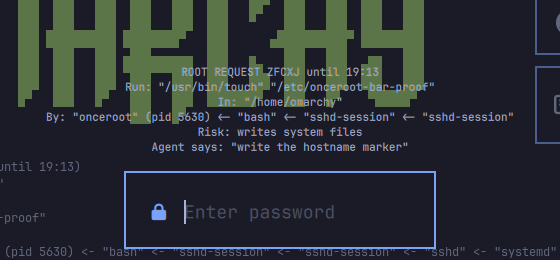 ROOT REQUEST ZFCXJ until 19:13
Run: "/usr/bin/touch" "/etc/onceroot-bar-proof"
In: "/home/omarchy"
By: "onceroot" (pid 5630) <- "bash" <- "sshd-session" <- "sshd-session"
Risk: writes system files
Agent says: "write the hostname marker"
until 19:13)
"
-proof"
Enter password
(pid 5630) <- "bash" <- "sshd-session" <- "sshd-session" <- "sshd" <- "systemd"